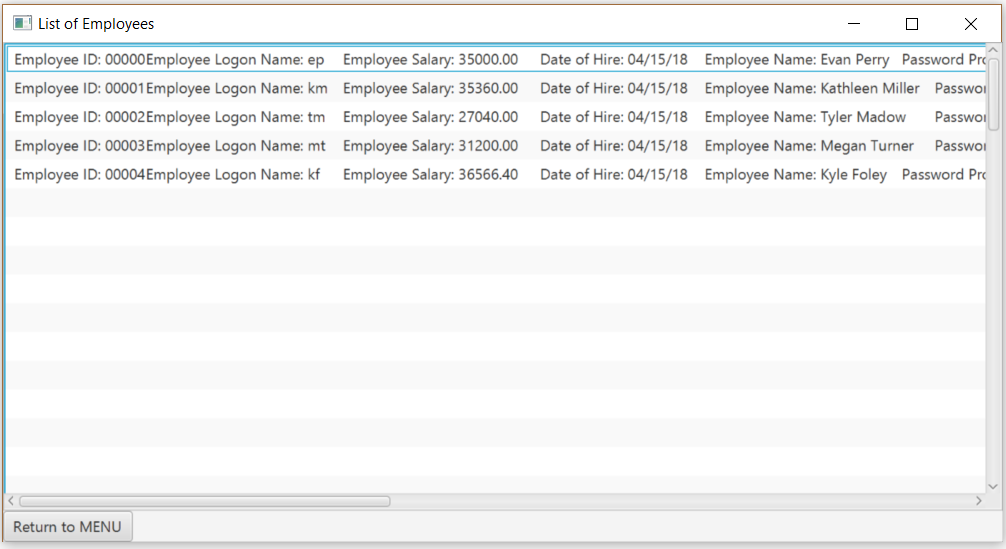 List of Employees
Employee ID: 00000Employee Logon Name: ep Employee Salary: 35000.00 Date of Hire: 04/15/18 Employee Name: Evan Perry Password Pro
Employee ID: 00001Employee Logon Name: km Employee Salary: 35360.00 Date of Hire: 04/15/18 Employee Name: Kathleen Miller Passwor
Employee ID: 00002Employee Logon Name: tm Employee Salary: 27040.00 Date of Hire: 04/15/18 Employee Name: Tyler Madow Passwor
Employee ID: 00003Employee Logon Name: mt Employee Salary: 31200.00 Date of Hire: 04/15/18 Employee Name: Megan Turner Passwor
Employee ID: 00004Employee Logon Name: kf Employee Salary: 36566.40 Date of Hire: 04/15/18 Employee Name: Kyle Foley Password Pro
Return to MENU